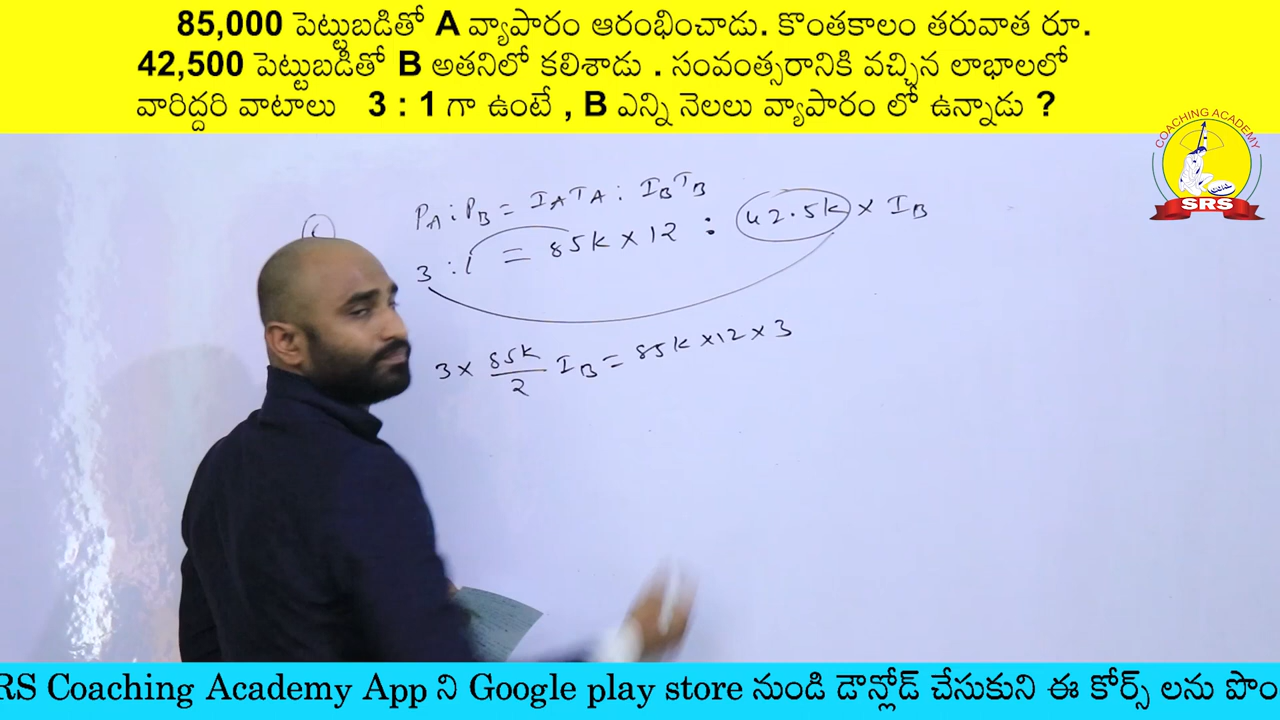 85,000 పెట్టుబడితో A వ్యాపారం ఆరంభించాడు. కొంతకాలం తరువాత రూ.
42,500 పెట్టుబడితో B అతనిలో కలిశాడు . సంవంత్సరానికి వచ్చిన లాభాలలో
వారిద్దరి వాటాలు 3 : 1 గా ఉంటే , B ఎన్ని నెలలు వ్యాపారం లో ఉన్నాడు ?
COACHING ACADEMY
SRS
PA : PB = IATA : IBTB
3 : 1 = 85K × 12 : 42.5K × IB
3 × 85K/2 IB = 85K × 12 × 3
RS Coaching Academy App ని Google play store నుండి డౌన్లోడ్ చేసుకుని ఈ కోర్స్ లను పొం